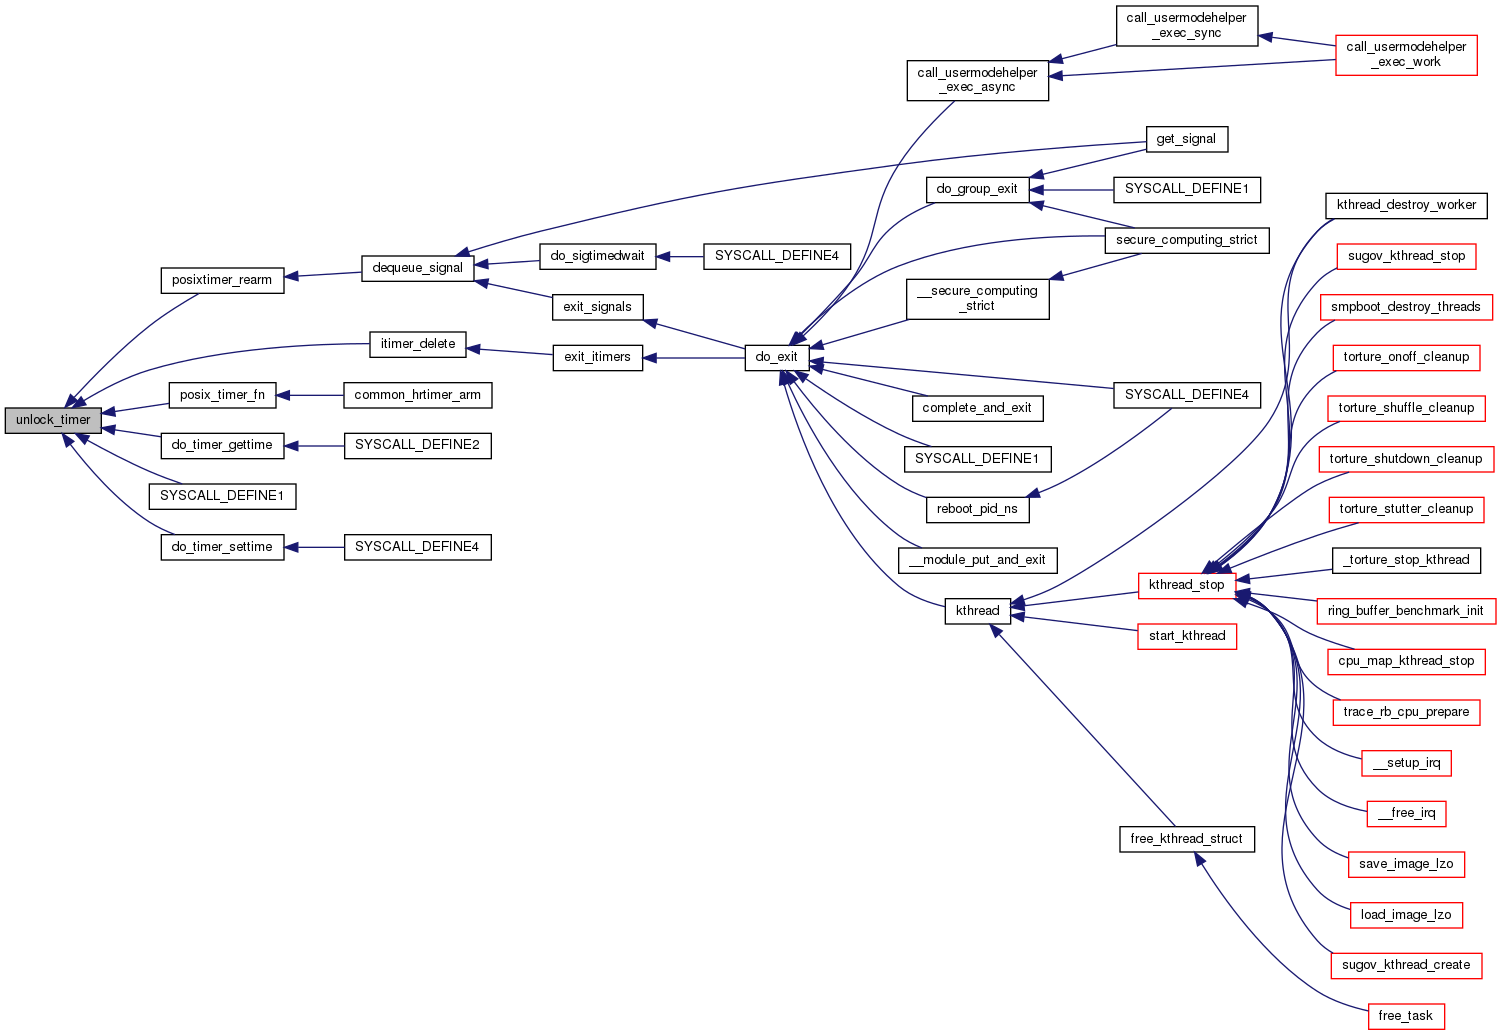 call_usermodehelper
_exec_sync
call_usermodehelper
_exec_work
call_usermodehelper
_exec_async
get_signal
do_group_exit
SYSCALL_DEFINE1
kthread_destroy_worker
secure_computing_strict
do_sigtimedwait
SYSCALL_DEFINE4
sugov_kthread_stop
dequeue_signal
posixtimer_rearm
__secure_computing
_strict
exit_signals
smpboot_destroy_threads
itimer_delete
exit_itimers
do_exit
torture_onoff_cleanup
posix_timer_fn
common_hrtimer_arm
SYSCALL_DEFINE4
complete_and_exit
torture_shuffle_cleanup
unlock_timer
do_timer_gettime
SYSCALL_DEFINE2
SYSCALL_DEFINE1
torture_shutdown_cleanup
SYSCALL_DEFINE1
reboot_pid_ns
torture_stutter_cleanup
do_timer_settime
SYSCALL_DEFINE4
__module_put_and_exit
_torture_stop_kthread
kthread_stop
kthread
ring_buffer_benchmark_init
start_kthread
cpu_map_kthread_stop
trace_rb_cpu_prepare
__setup_irq
__free_irq
free_kthread_struct
save_image_lzo
load_image_lzo
sugov_kthread_create
free_task